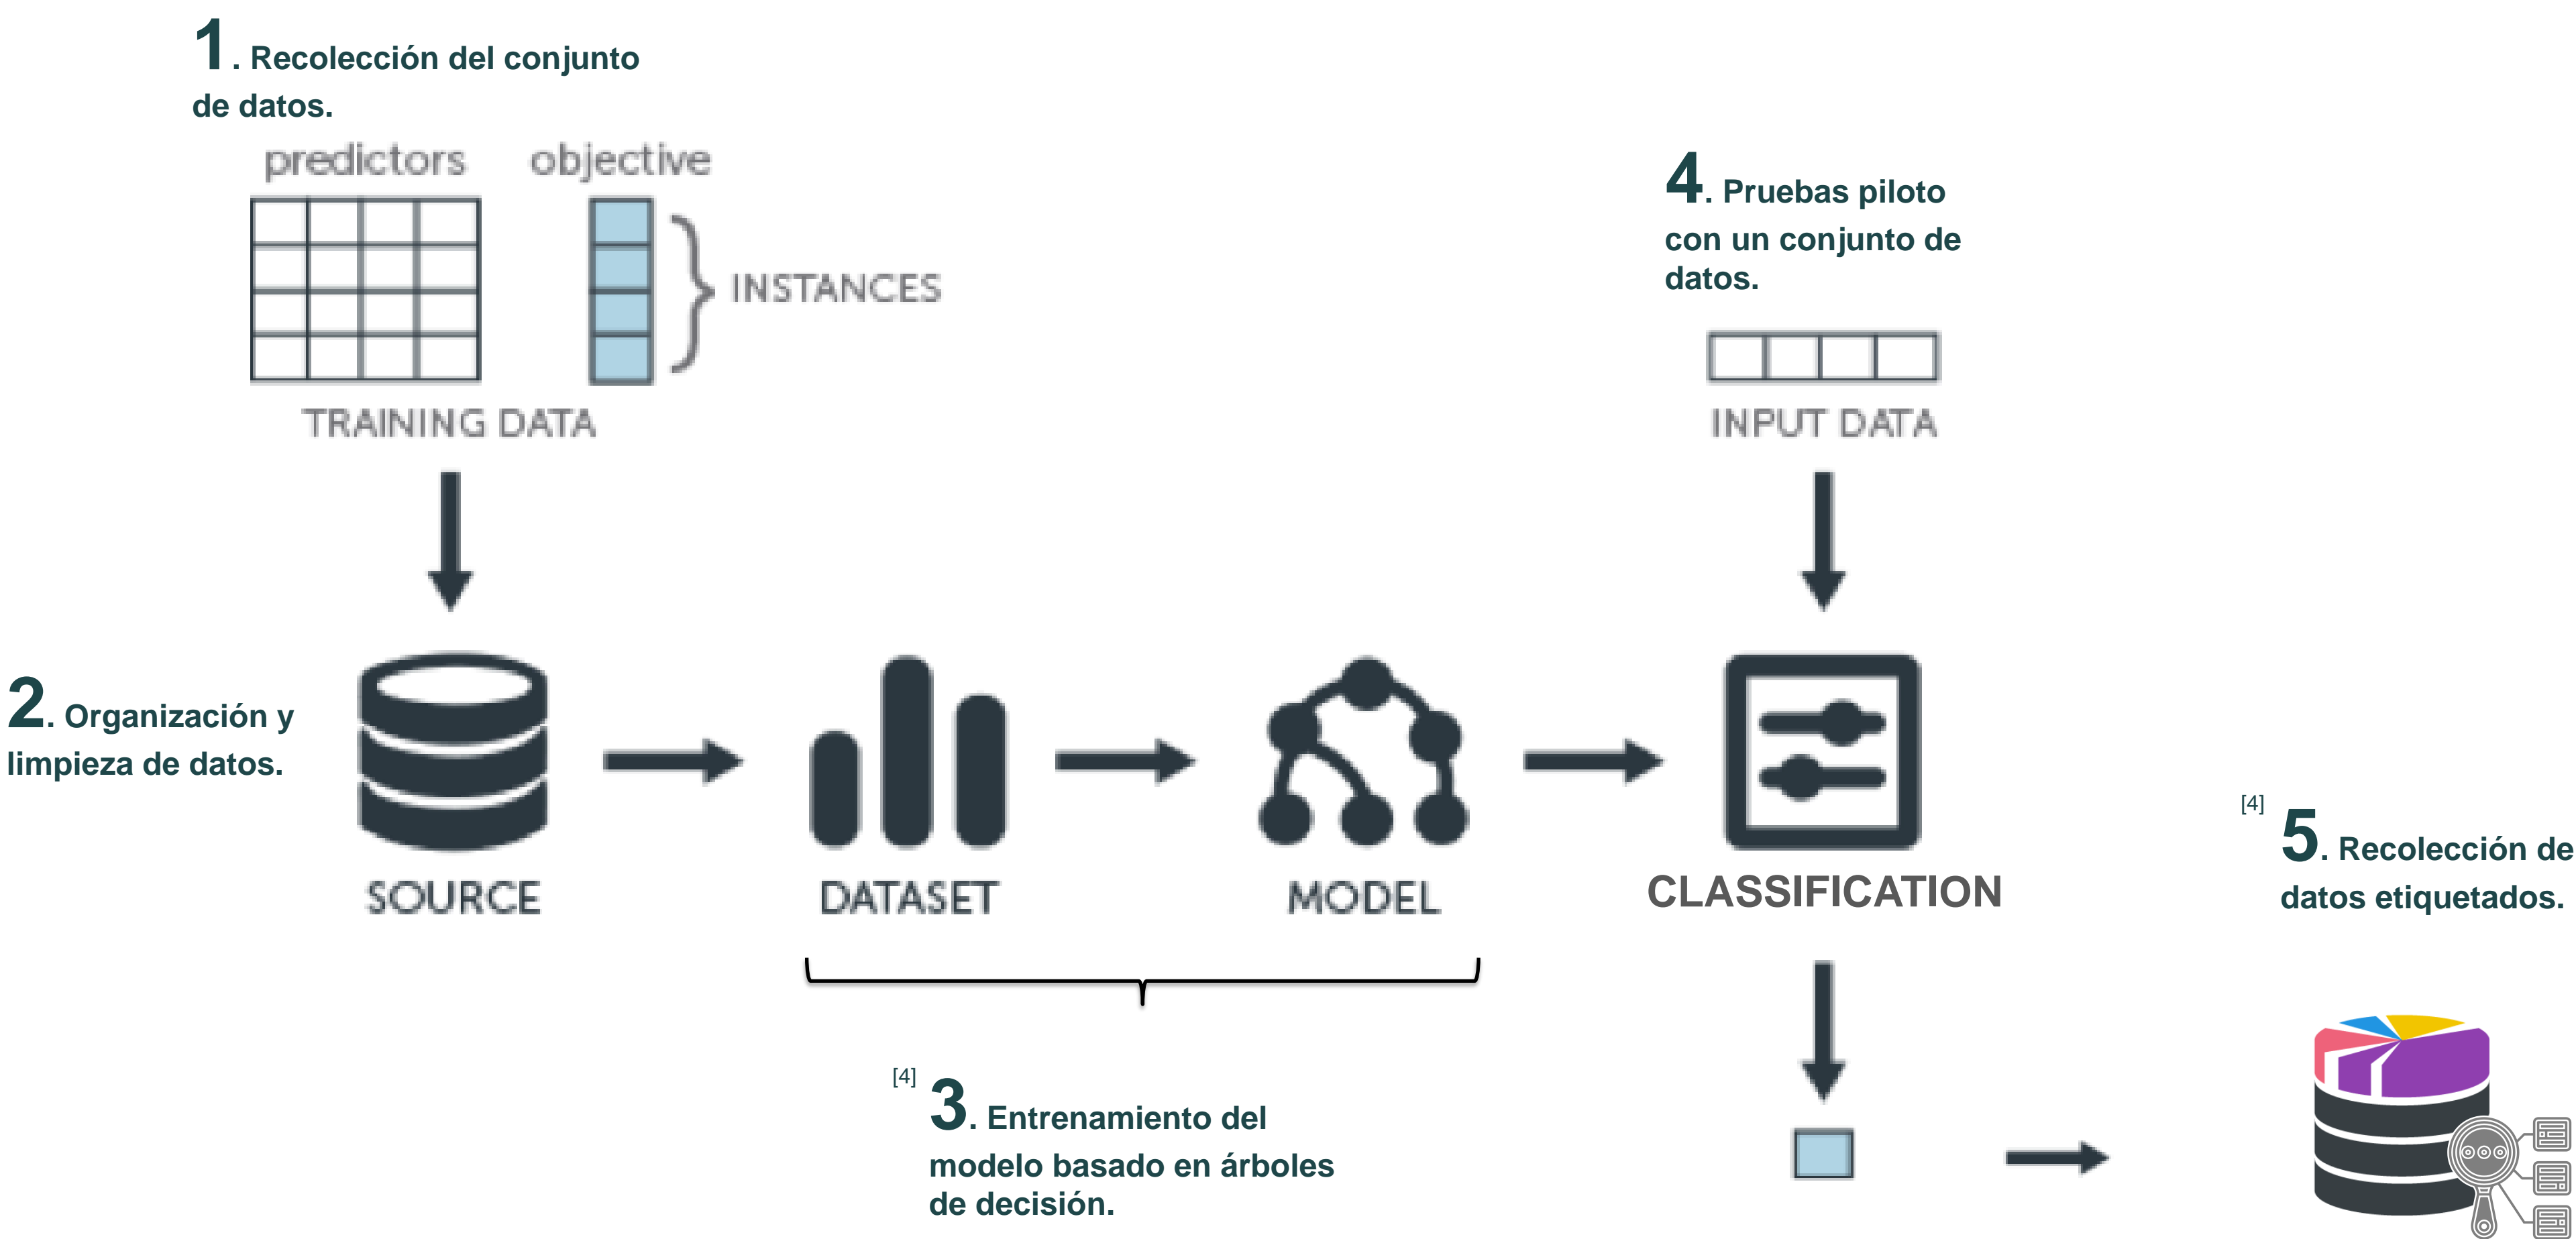 1. Recolección del conjunto
de datos.
predictors
objective
INSTANCES
TRAINING DATA
4. Pruebas piloto
con un conjunto de
datos.
INPUT DATA
2. Organización y
limpieza de datos.
SOURCE
DATASET
MODEL
CLASSIFICATION
[4]
5. Recolección de
datos etiquetados.
[4]
3. Entrenamiento del
modelo basado en árboles
de decisión.